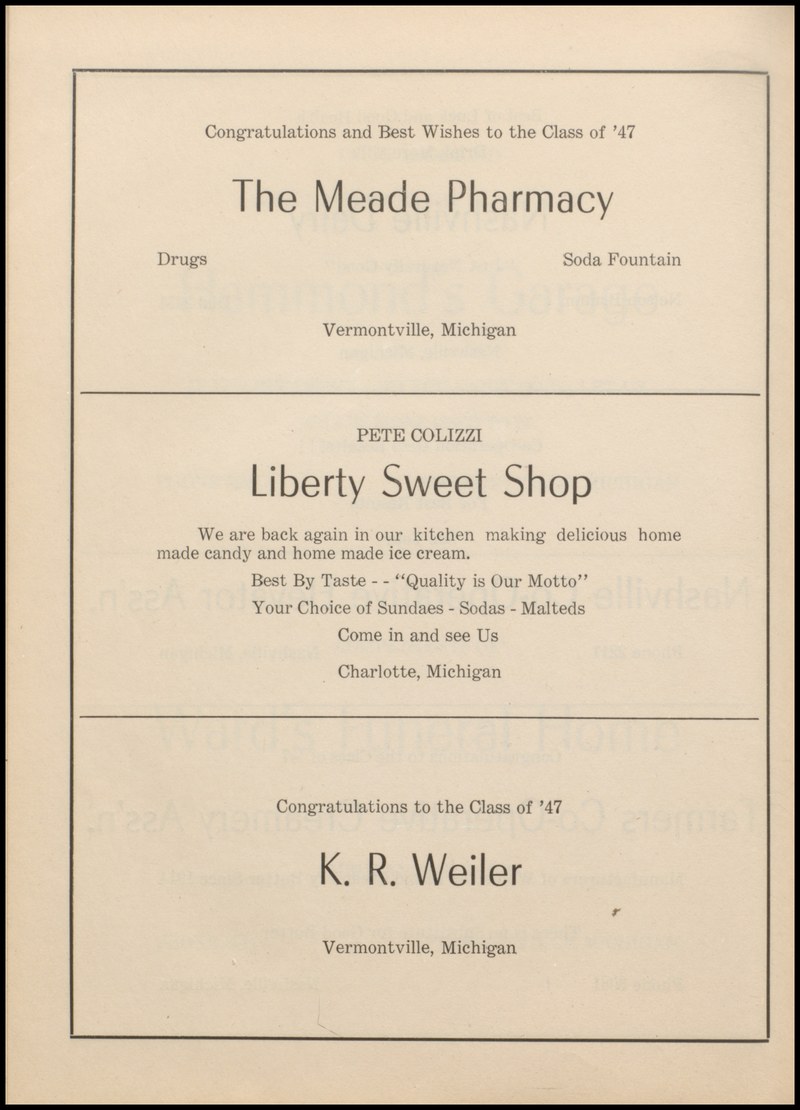 Congratulations and Best Wishes to the Class of ’47
The Meade Pharmacy
Drugs Soda Fountain
Vermontville, Michigan
PETE COLIZZI
Liberty Sweet Shop
We are back again in our kitchen making delicious home
made candy and home made ice cream.
Best By Taste - - “Quality is Our Motto”
Your Choice of Sundaes - Sodas - Malteds
Come in and see Us
Charlotte, Michigan
Congratulations to the Class of ’47
K. R. Weiler
Vermontville, Michigan